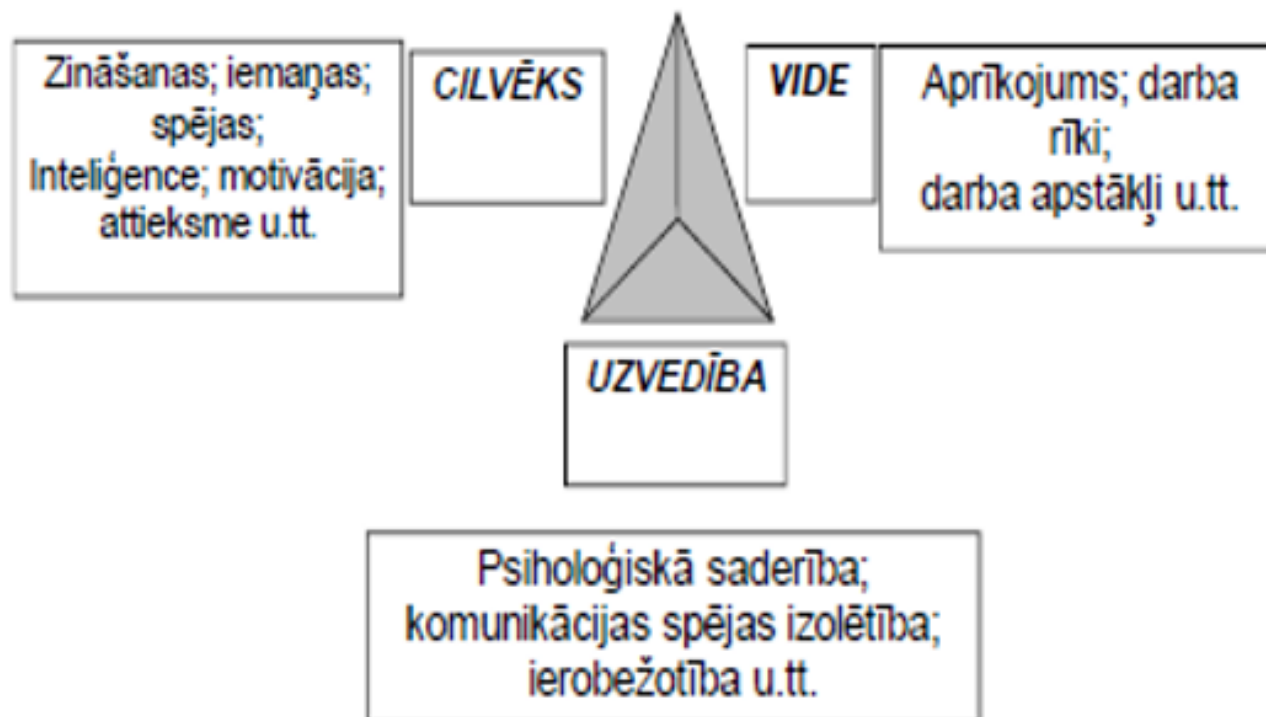 Zināšanas; iemaņas;
spējas;
Inteliģence; motivācija;
attieksme u.tt.
CILVĒKS
VIDE
Aprīkojums; darba
rīki;
darba apstākļi u.tt.
UZVEDĪBA
Psiholoģiskā saderība;
komunikācijas spējas izolētība;
ierobežotība u.tt.